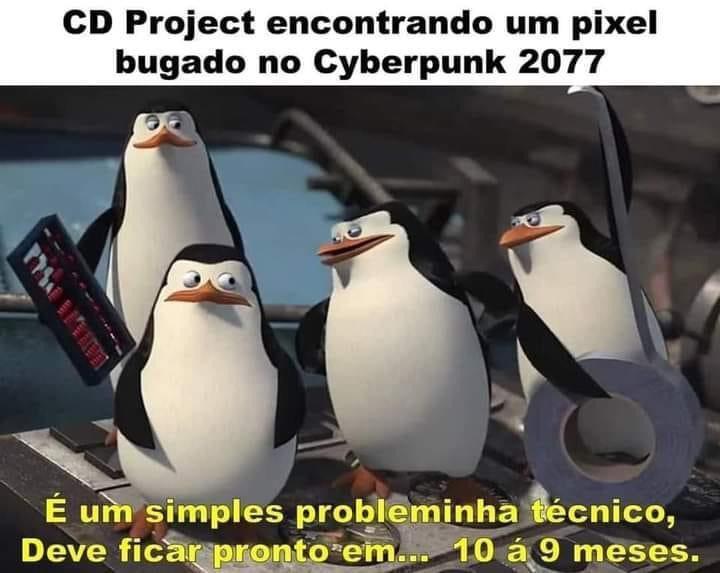 CD Project encontrando um pixel
bugado no Cyberpunk 2077
É um simples probleminha técnico,
Deve ficar pronto em... 10 á 9 meses.